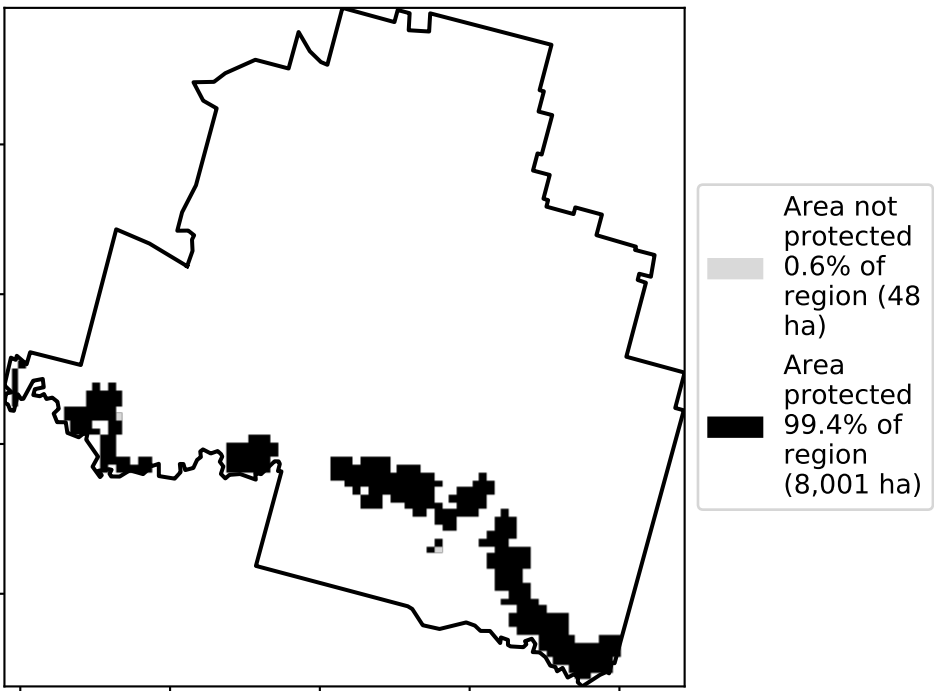 Area not
protected
0.6% of
region (48
ha)
Area
protected
99.4% of
region
(8,001 ha)